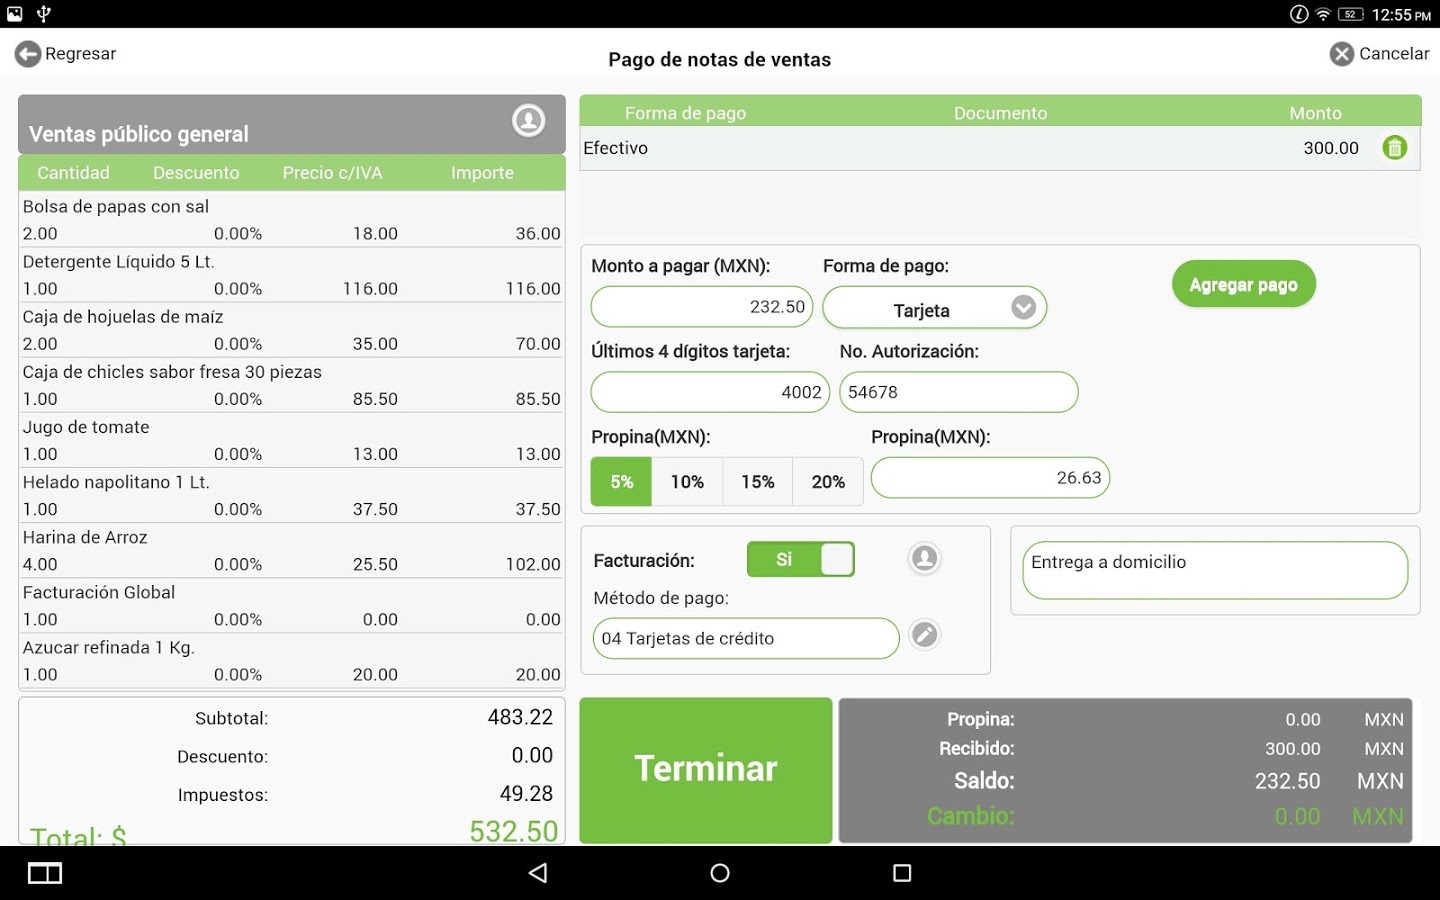 52 12:55 PM
Regresar
Pago de notas de ventas
Cancelar
Ventas público general
Cantidad Descuento Precio c/IVA Importe
Bolsa de papas con sal
2.00 0.00% 18.00 36.00
Detergente Líquido 5 Lt.
1.00 0.00% 116.00 116.00
Caja de hojuelas de maíz
2.00 0.00% 35.00 70.00
Caja de chicles sabor fresa 30 piezas
1.00 0.00% 85.50 85.50
Jugo de tomate
1.00 0.00% 13.00 13.00
Helado napolitano 1 Lt.
1.00 0.00% 37.50 37.50
Harina de Arroz
4.00 0.00% 25.50 102.00
Facturación Global
1.00 0.00% 0.00 0.00
Azucar refinada 1 Kg.
1.00 0.00% 20.00 20.00
Subtotal: 483.22
Descuento: 0.00
Impuestos: 49.28
Total: $ 532.50
Forma de pago Documento Monto
Efectivo 300.00
Monto a pagar (MXN): Forma de pago:
232.50 Tarjeta
Agregar pago
Últimos 4 dígitos tarjeta: No. Autorización:
4002 54678
Propina(MXN): Propina(MXN):
5% 10% 15% 20% 26.63
Facturación: Si
Método de pago:
04 Tarjetas de crédito
Entrega a domicilio
Terminar
Propina: 0.00 MXN
Recibido: 300.00 MXN
Saldo: 232.50 MXN
Cambio: 0.00 MXN